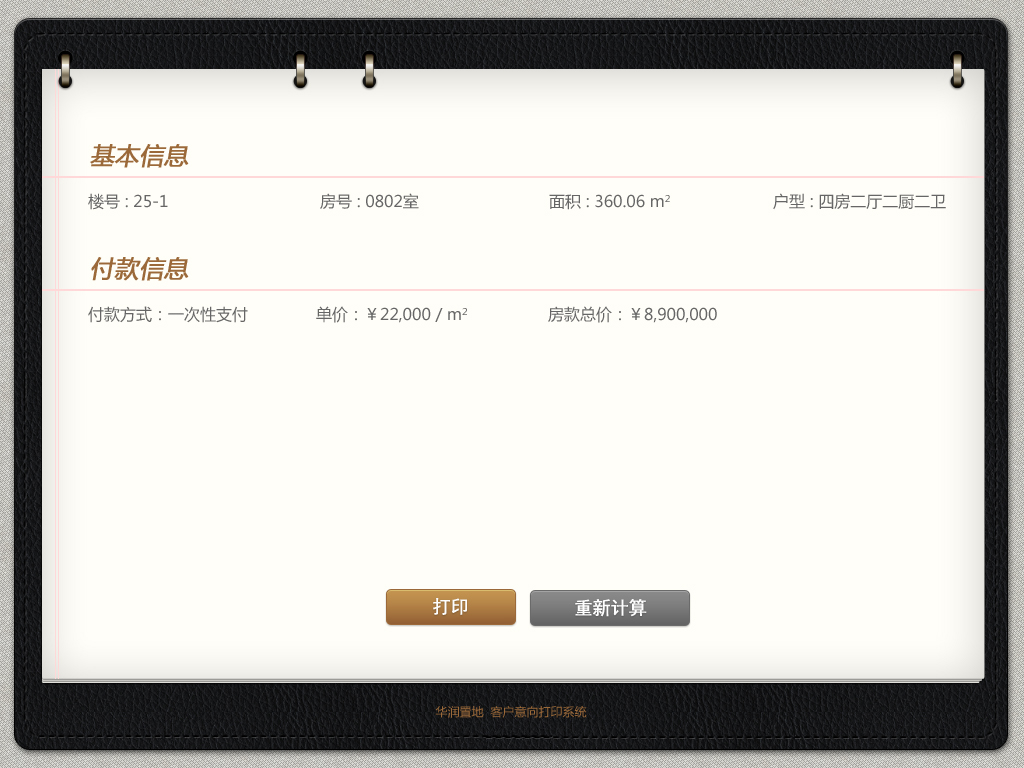 基本信息
楼号 : 25-1 房号 : 0802室 面积 : 360.06 m² 户型 : 四房二厅二厨二卫
付款信息
付款方式：一次性支付 单价：￥22,000 / m² 房款总价：￥8,900,000
打印 重新计算
华润置地 客户意向打印系统